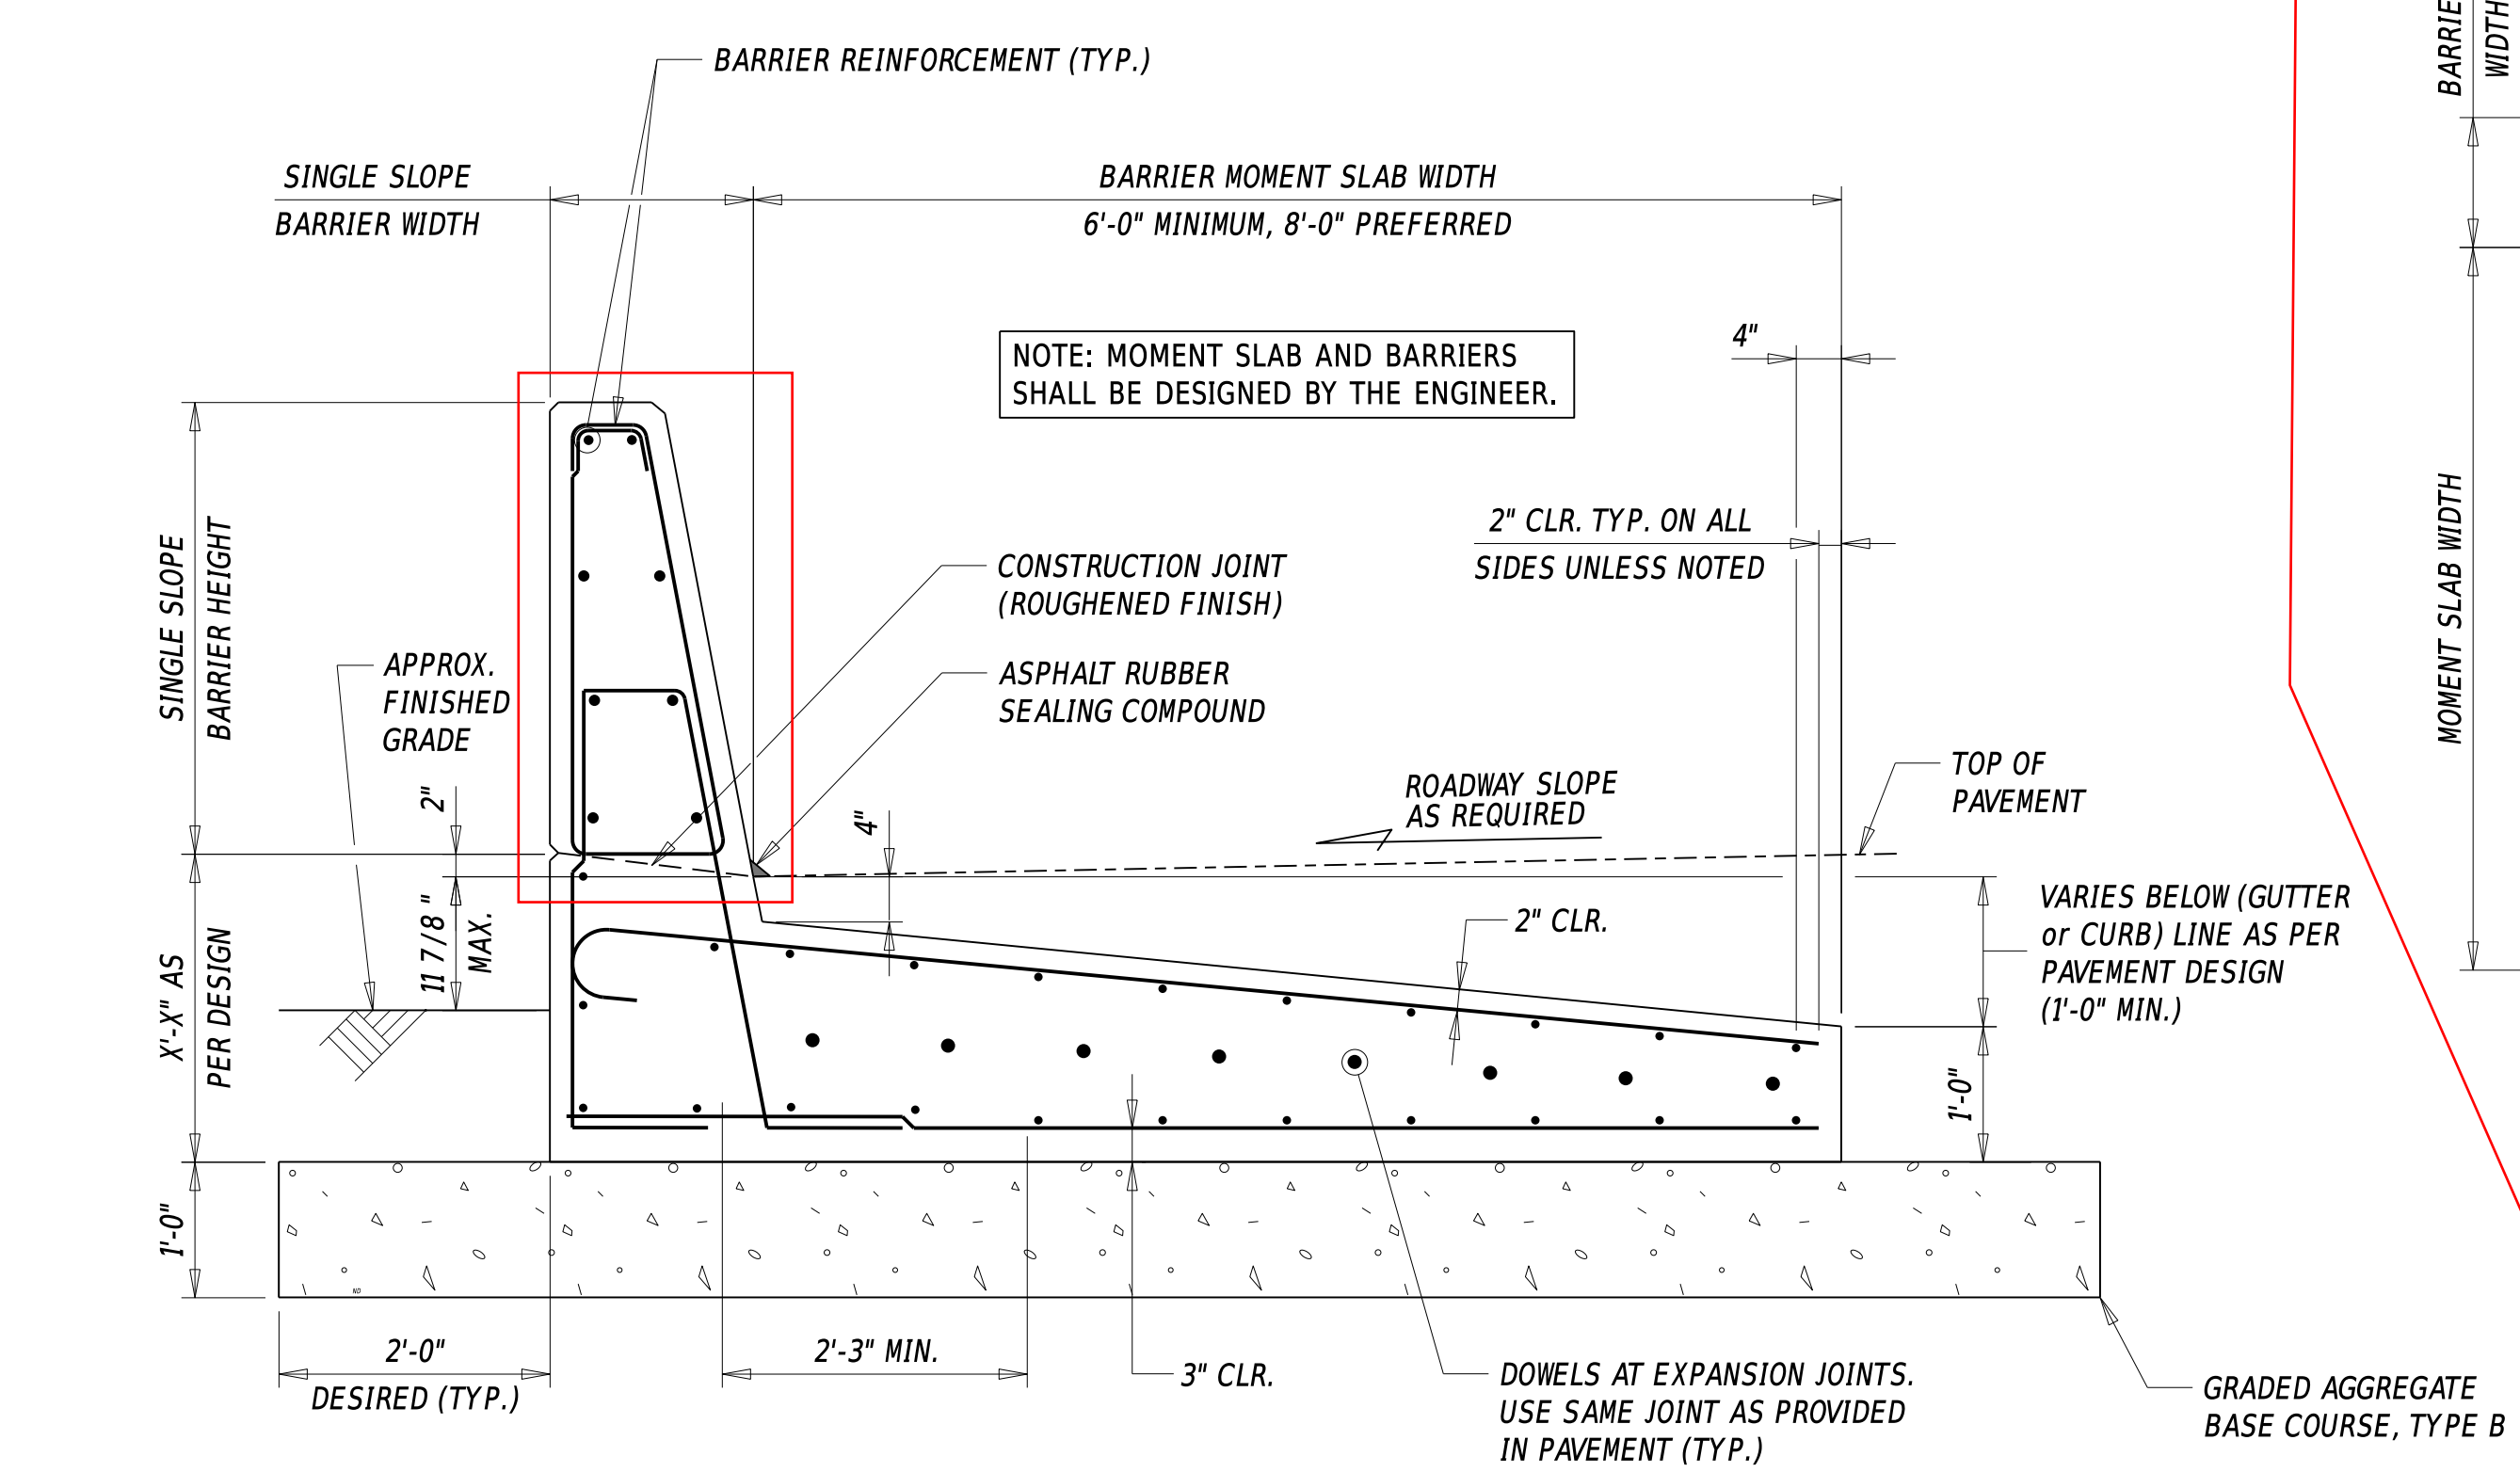 BARRIER REINFORCEMENT (TYP.)
SINGLE SLOPE
BARRIER WIDTH
BARRIER MOMENT SLAB WIDTH
6'-0" MINIMUM, 8'-0" PREFERRED
NOTE: MOMENT SLAB AND BARRIERS
SHALL BE DESIGNED BY THE ENGINEER.
4"
2" CLR. TYP. ON ALL
SIDES UNLESS NOTED
SINGLE SLOPE
BARRIER HEIGHT
APPROX.
FINISHED
GRADE
CONSTRUCTION JOINT
(ROUGHENED FINISH)
ASPHALT RUBBER
SEALING COMPOUND
2"
4"
ROADWAY SLOPE
AS REQUIRED
TOP OF
PAVEMENT
11 7/8"
MAX.
X'-X" AS
PER DESIGN
2" CLR.
VARIES BELOW (GUTTER
or CURB) LINE AS PER
PAVEMENT DESIGN
(1'-0" MIN.)
1'-0"
1'-0"
ND
2'-0"
DESIRED (TYP.)
2'-3" MIN.
3" CLR.
DOWELS AT EXPANSION JOINTS.
USE SAME JOINT AS PROVIDED
IN PAVEMENT (TYP.)
GRADED AGGREGATE
BASE COURSE, TYPE B
BARRIE
WIDTH
MOMENT SLAB WIDTH